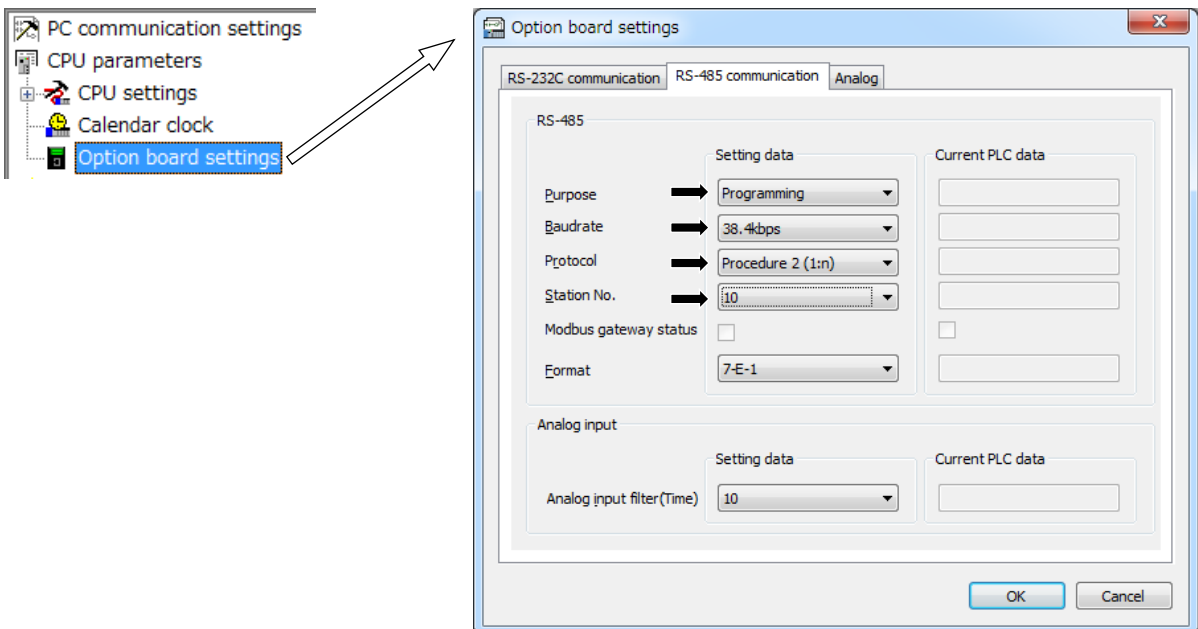 PC communication settings
CPU parameters
CPU settings
Calendar clock
Option board settings
Option board settings
RS-232C communication RS-485 communication Analog
RS-485
Setting data Current PLC data
Purpose Programming
Baudrate 38.4kbps
Protocol Procedure 2 (1:n)
Station No. 10
Modbus gateway status
Format 7-E-1
Analog input
Setting data Current PLC data
Analog input filter(Time) 10
OK Cancel